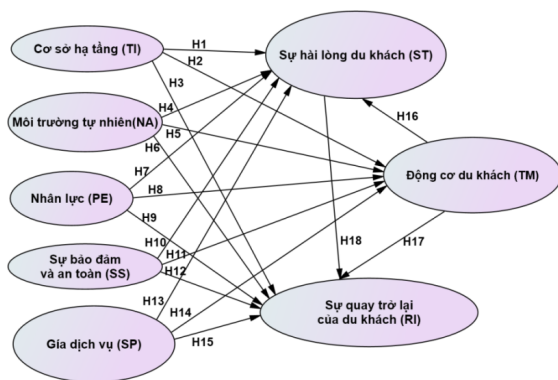 Cơ sở hạ tầng (TI)
H1
Sự hài lòng du khách (ST)
H2
H3
Môi trường tự nhiên(NA)
H4
H5
H6
H16
Nhân lực (PE)
H7
H8
H9
Động cơ du khách (TM)
Sự bảo đảm
và an toàn (SS)
H10
H11
H12
H18
H17
Gía dịch vụ (SP)
H13
H14
H15
Sự quay trở lại
của du khách (RI)